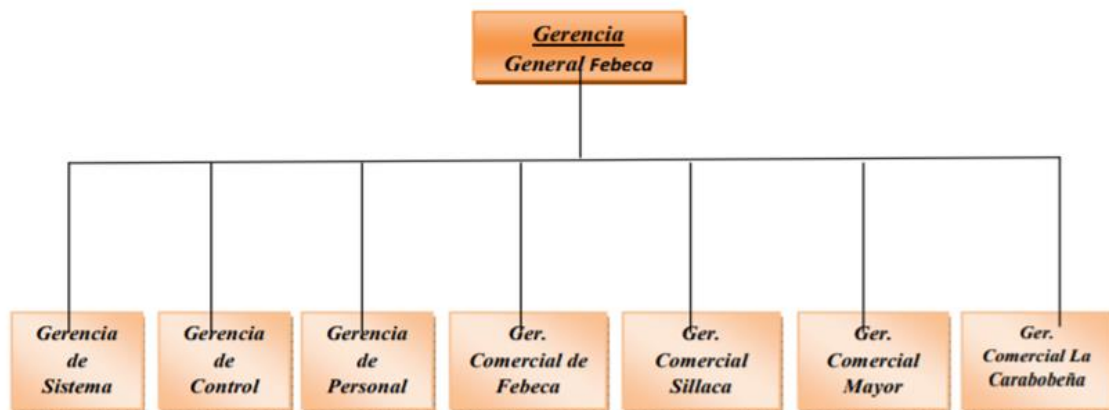 Gerencia
General Febeca
Gerencia
de
Sistema
Gerencia
de
Control
Gerencia
de
Personal
Ger.
Comercial de
Febeca
Ger.
Comercial
Sillaca
Ger.
Comercial
Mayor
Ger.
Comercial La
Carabobeña